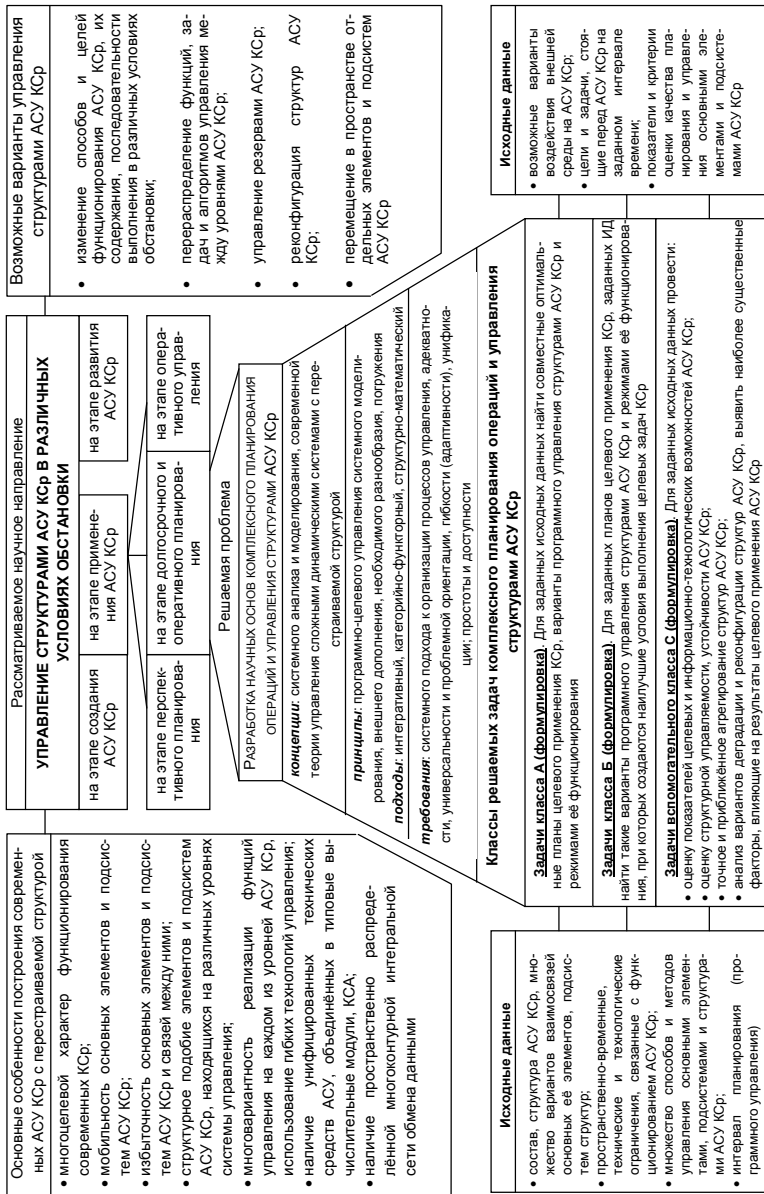 Основные особенности построения современ-
ных АСУ КСр с перестраиваемой структурой
• многоцелевой характер функционирования
современных КСр;
• мобильность основных элементов и подсис-
тем АСУ КСр;
• избыточность основных элементов и подсис-
тем АСУ КСр и связей между ними;
• структурное подобие элементов и подсистем
АСУ КСр, находящихся на различных уровнях
системы управления;
• многовариантность реализации функций
управления на каждом из уровней АСУ КСр,
использование гибких технологий управления;
• наличие унифицированных технических
средств АСУ, объединённых в типовые вы-
числительные модули, КСА;
• наличие пространственно распреде-
лённой многоконтурной интегральной
сети обмена данными
Рассматриваемое научное направление
УПРАВЛЕНИЕ СТРУКТУРАМИ АСУ КСр В РАЗЛИЧНЫХ
УСЛОВИЯХ ОБСТАНОВКИ
на этапе создания
АСУ КСр
на этапе примене-
ния АСУ КСр
на этапе развития
АСУ КСр
на этапе перспек-
тивного планирова-
ния
на этапе долгосрочного и
оперативного планирова-
ния
на этапе опера-
тивного управ-
ления
Решаемая проблема
РАЗРАБОТКА НАУЧНЫХ ОСНОВ КОМПЛЕКСНОГО ПЛАНИРОВАНИЯ
ОПЕРАЦИЙ И УПРАВЛЕНИЯ СТРУКТУРАМИ АСУ КСр
концепции: системного анализа и моделирования, современной
теории управления сложными динамическими системами с пере-
страиваемой структурой
принципы: программно-целевого управления системного модели-
рования, внешнего дополнения, необходимого разнообразия, погружения
подходы: интегративный, категорийно-функторный, структурно-математический
требования: системного подхода к организации процессов управления, адекватно-
сти, универсальности и проблемной ориентации, гибкости (адаптивности), унифика-
ции; простоты и доступности
Возможные варианты управления
структурами АСУ КСр
• изменение способов и целей
функционирования АСУ КСр, их
содержания, последовательности
выполнения в различных условиях
обстановки;
• перераспределение функций, за-
дач и алгоритмов управления ме-
жду уровнями АСУ КСр;
• управление резервами АСУ КСр;
• реконфигурация структур АСУ
КСр;
• перемещение в пространстве от-
дельных элементов и подсистем
АСУ КСр
Исходные данные
• состав, структура АСУ КСр, мно-
жество вариантов взаимосвязей
основных её элементов, подсис-
тем структур;
• пространственно-временные,
технические и технологические
ограничения, связанные с функ-
ционированием АСУ КСр;
• множество способов и методов
управления основными элемен-
тами, подсистемами и структура-
ми АСУ КСр;
• интервал планирования (про-
граммного управления)
Классы решаемых задач комплексного планирования операций и управления
структурами АСУ КСр
Задачи класса А (формулировка). Для заданных исходных данных найти совместные оптималь-
ные планы целевого применения КСр, варианты программного управления структурами АСУ КСр и
режимами её функционирования
Задачи класса Б (формулировка). Для заданных планов целевого применения КСр, заданных ИД
найти такие варианты программного управления структурами АСУ КСр и режимами её функционирова-
ния, при которых создаются наилучшие условия выполнения целевых задач КСр
Задачи вспомогательного класса С (формулировка). Для заданных исходных данных провести:
• оценку показателей целевых и информационно-технологических возможностей АСУ КСр;
• оценку структурной управляемости, устойчивости АСУ КСр;
• точное и приближённое агрегирование структур АСУ КСр;
• анализ вариантов деградации и реконфигурации структур АСУ КСр, выявить наиболее существенные
факторы, влияющие на результаты целевого применения АСУ КСр
Исходные данные
• возможные варианты
воздействия внешней
среды на АСУ КСр;
• цели и задачи, стоя-
щие перед АСУ КСр на
заданном интервале
времени;
• показатели и критерии
оценки качества пла-
нирования и управле-
ния основными эле-
ментами и подсисте-
мами АСУ КСр